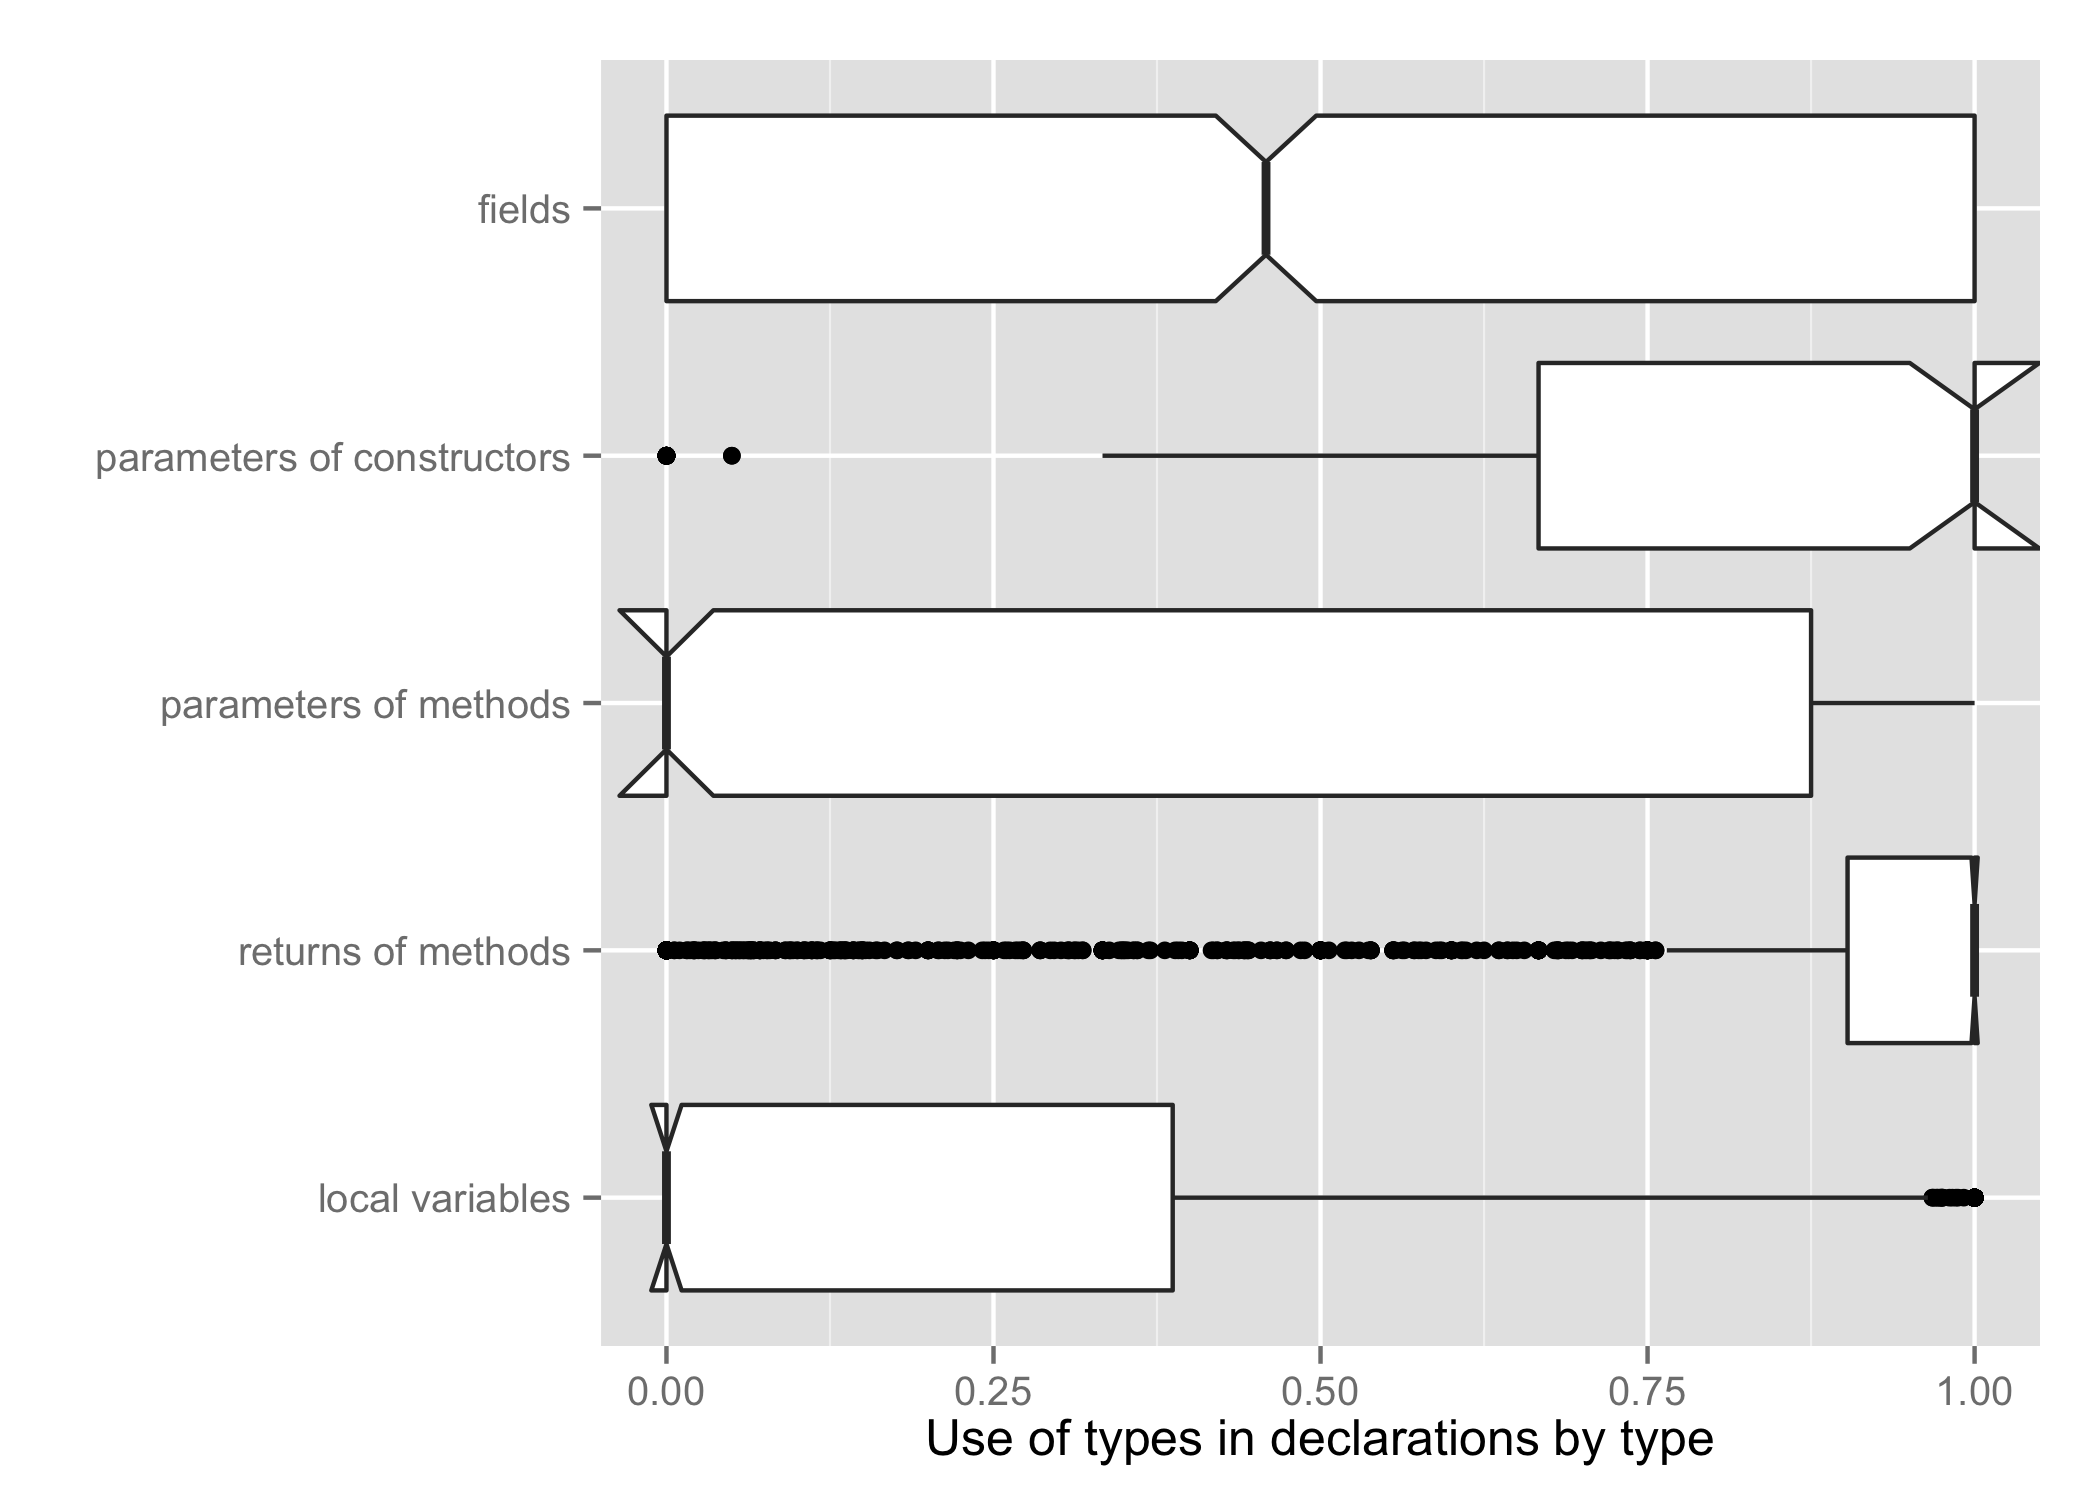 fields
parameters of constructors
parameters of methods
returns of methods
local variables
0.00 0.25 0.50 0.75 1.00
Use of types in declarations by type